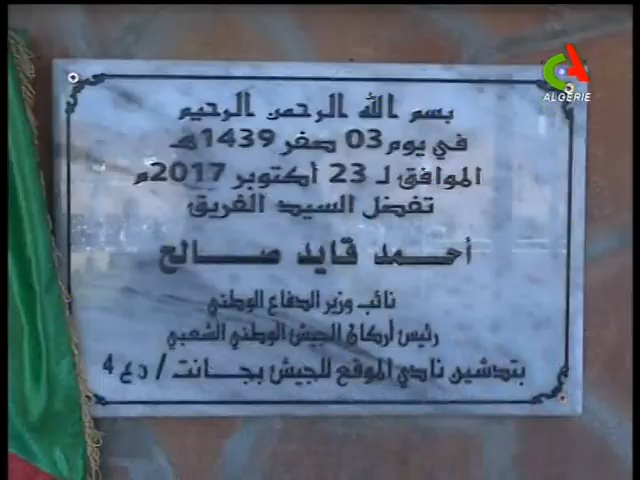 ALGERIE
بسم الله الرحمن الرحيم
في يوم 03 صفر 1439هـ
الموافق لـ 23 أكتوبر 2017م
تفضل السيد الفريق
أحمد قايد صالح
نائب وزير الدفاع الوطني
رئيس أركان الجيش الوطني الشعبي
بتدشين نادي الموقع للجيش بجانت / ن ع 4